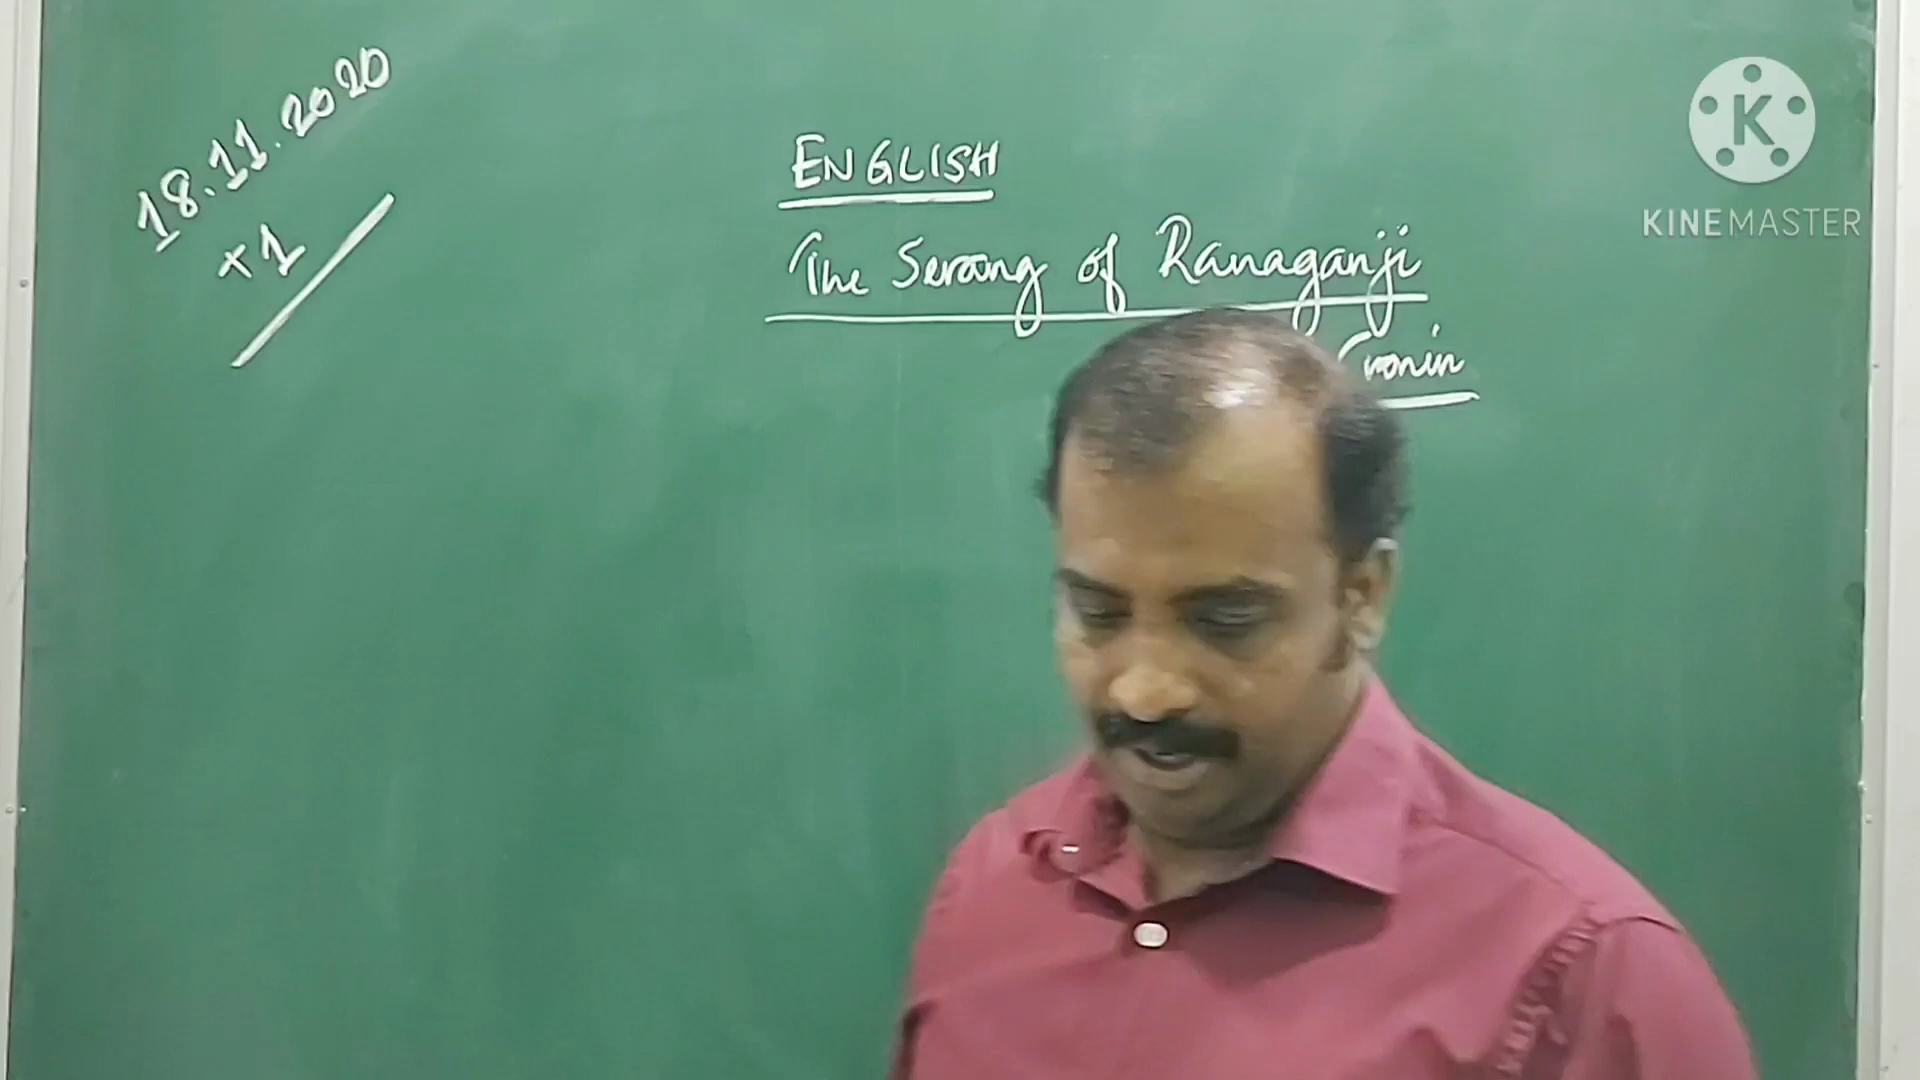 18.11.2020
+1
ENGLISH
The Serang of Ranaganji
Cronin
K
KINEMASTER